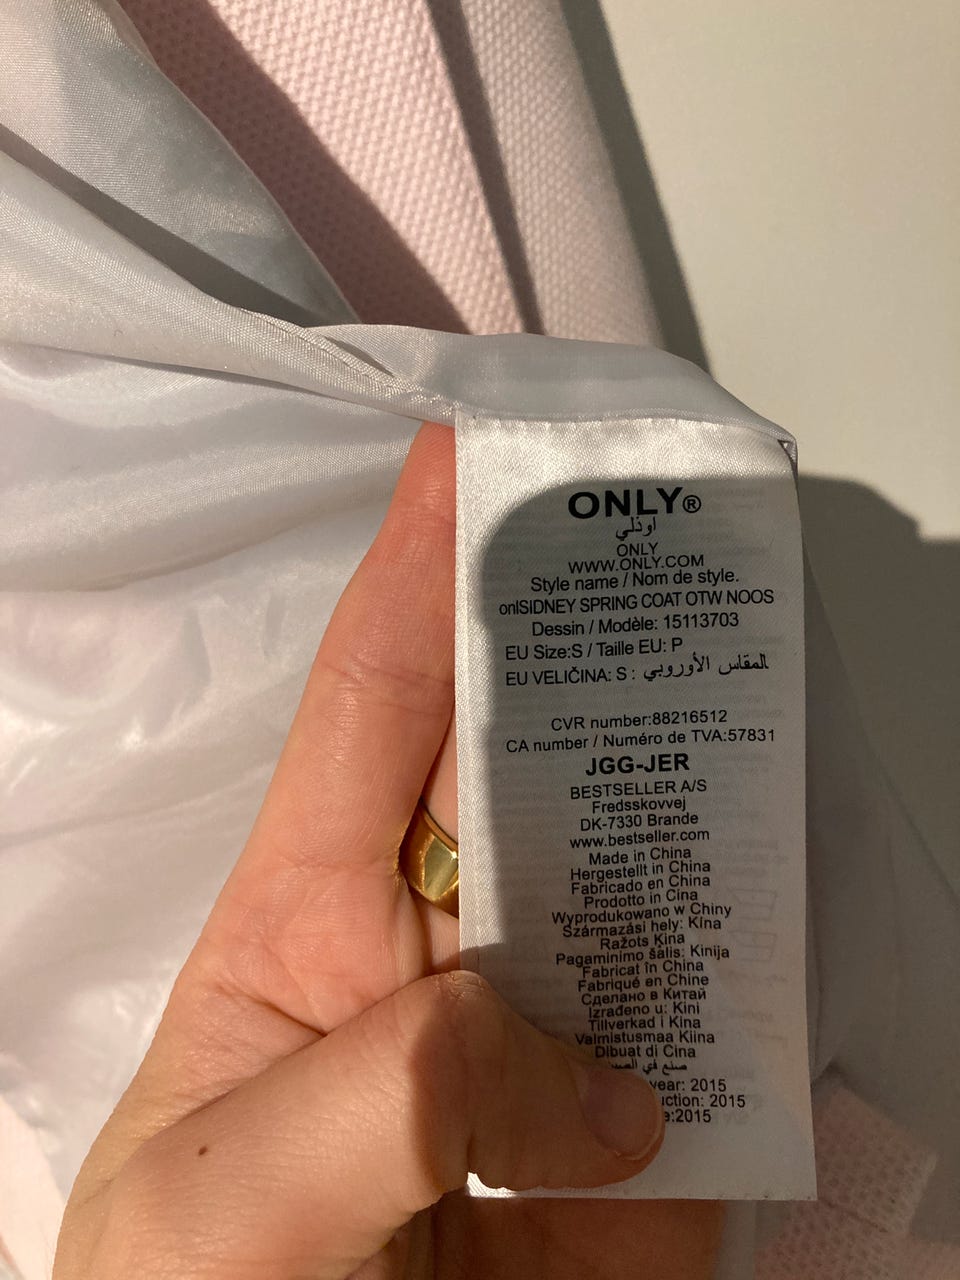 ONLY®
اونلي
ONLY
WWW.ONLY.COM
Style name / Nom de style.
onlSIDNEY SPRING COAT OTW NOOS
Dessin / Modèle: 15113703
EU Size:S / Taille EU: P
EU VELIČINA: S : المقاس الأوروبي
CVR number:88216512
CA number / Numéro de TVA:57831
JGG-JER
BESTSELLER A/S
Fredsskovvej
DK-7330 Brande
www.bestseller.com
Made in China
Hergestellt in China
Fabricado en China
Prodotto in Cina
Wyprodukowano w Chiny
Származási hely: Kína
Ražots Ķina
Pagaminimo šalis: Kinija
Fabricat în China
Fabriqué en Chine
Сделано в Китай
Izrađeno u: Kini
Tillverkad i Kina
Valmistusmaa Kiina
Dibuat di Cina
صنع في
year: 2015
uction: 2015
e:2015